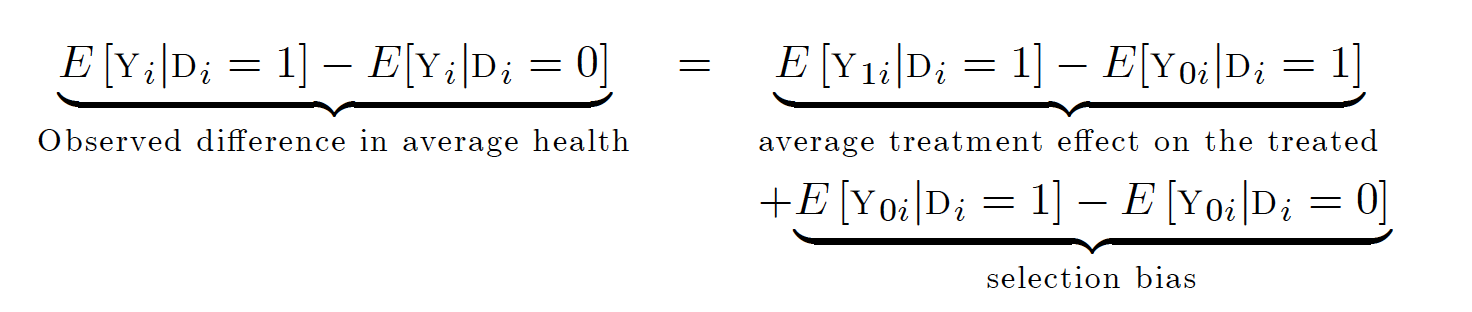 E [Yᵢ|Dᵢ = 1] − E[Yᵢ|Dᵢ = 0] = E [Y₁ᵢ|Dᵢ = 1] − E[Y₀ᵢ|Dᵢ = 1]
Observed difference in average health average treatment effect on the treated
+E [Y₀ᵢ|Dᵢ = 1] − E [Y₀ᵢ|Dᵢ = 0]
selection bias